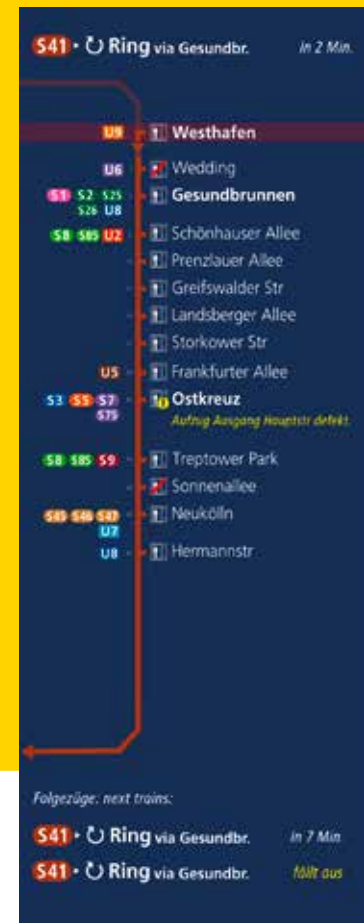 S41 · Ring via Gesundbr. in 2 Min.
U9 Westhafen
U6 Wedding
S1 S2 S25 Gesundbrunnen
S26 U8
S8 S85 U2 Schönhauser Allee
Prenzlauer Allee
Greifswalder Str
Landsberger Allee
Storkower Str
U5 Frankfurter Allee
S3 S5 S7 Ostkreuz
S75 Aufzug Ausgang Hauptstr defekt.
S8 S85 S9 Treptower Park
Sonnenallee
S45 S46 S47 Neukölln
U7
U8 Hermannstr
Folgezüge: next trains:
S41 · Ring via Gesundbr. in 7 Min
S41 · Ring via Gesundbr. fällt aus